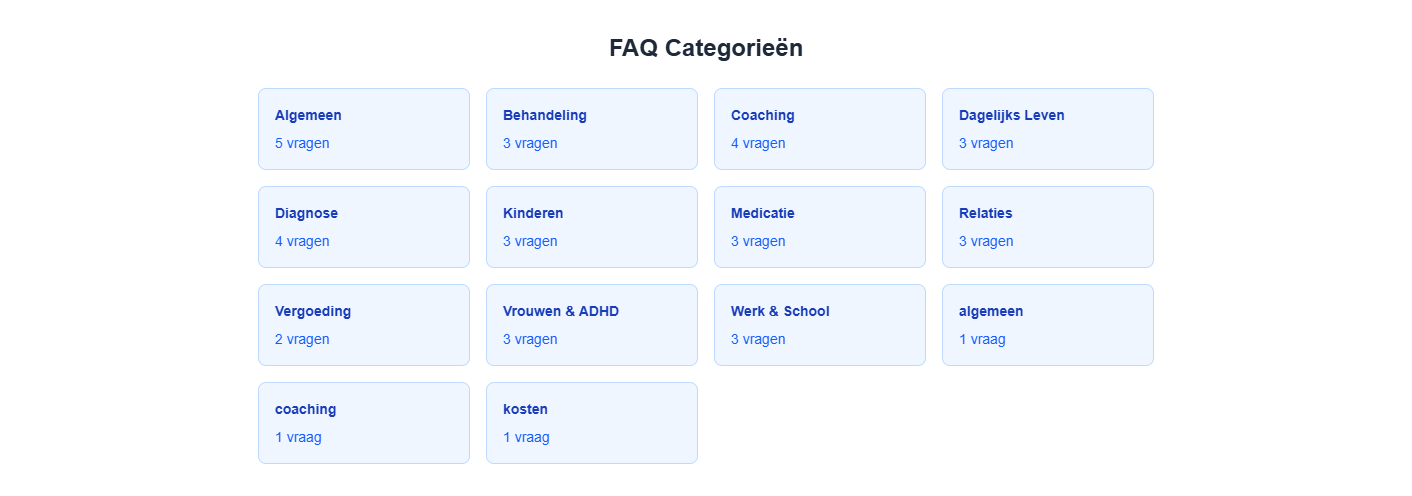 FAQ Categorieën
Algemeen
5 vragen
Behandeling
3 vragen
Coaching
4 vragen
Dagelijks Leven
3 vragen
Diagnose
4 vragen
Kinderen
3 vragen
Medicatie
3 vragen
Relaties
3 vragen
Vergoeding
2 vragen
Vrouwen & ADHD
3 vragen
Werk & School
3 vragen
algemeen
1 vraag
coaching
1 vraag
kosten
1 vraag